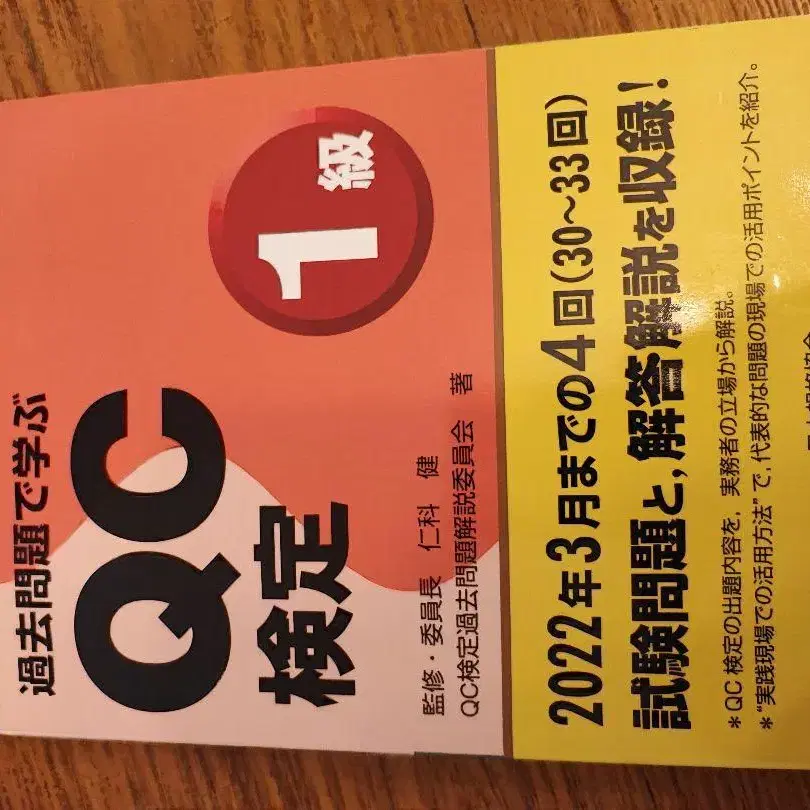 過去問題で学ぶ
QC
検定
1級
監修・委員長 仁科 健
QC検定過去問題解説委員会 著
2022年3月までの4回(30~33回)
試験問題と,解答解説を収録!
*QC検定の出題内容を,実務者の立場から解説。
*“実践現場での活用方法”で,代表的な問題の現場での活用ポイントを紹介。